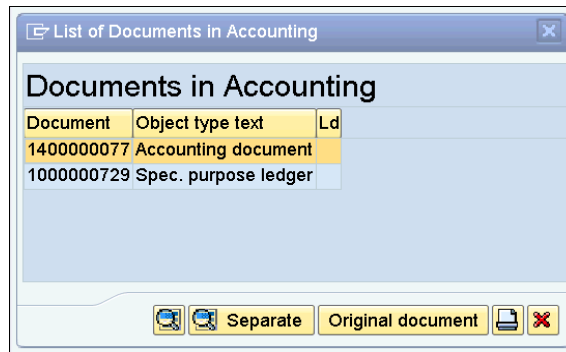 List of Documents in Accounting
Documents in Accounting
Document Object type text Ld
1400000077 Accounting document
1000000729 Spec. purpose ledger
Separate Original document